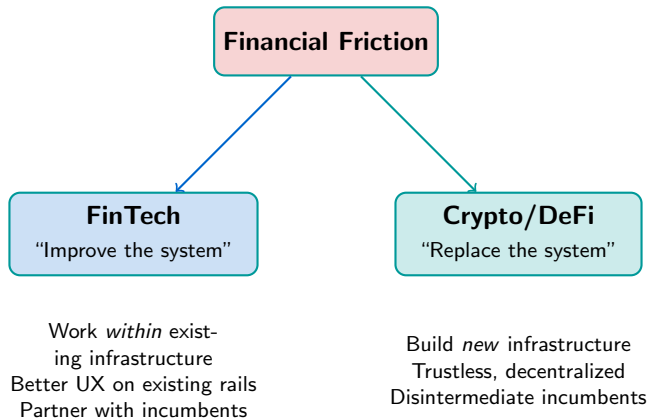 Financial Friction
FinTech
“Improve the system”
Crypto/DeFi
“Replace the system”
Work within exist-
ing infrastructure
Better UX on existing rails
Partner with incumbents
Build new infrastructure
Trustless, decentralized
Disintermediate incumbents